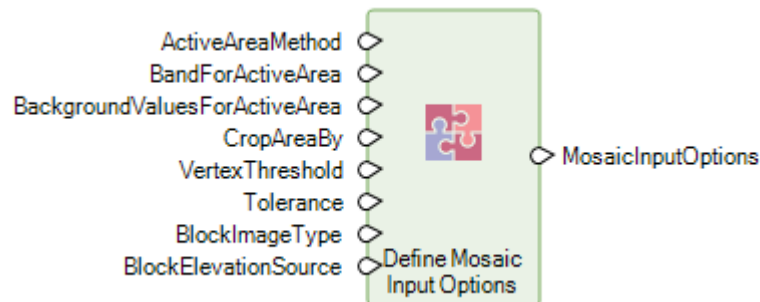 ActiveAreaMethod
BandForActiveArea
BackgroundValuesForActiveArea
CropAreaBy
VertexThreshold
Tolerance
BlockImageType
BlockElevationSource
Define Mosaic
Input Options
MosaicInputOptions